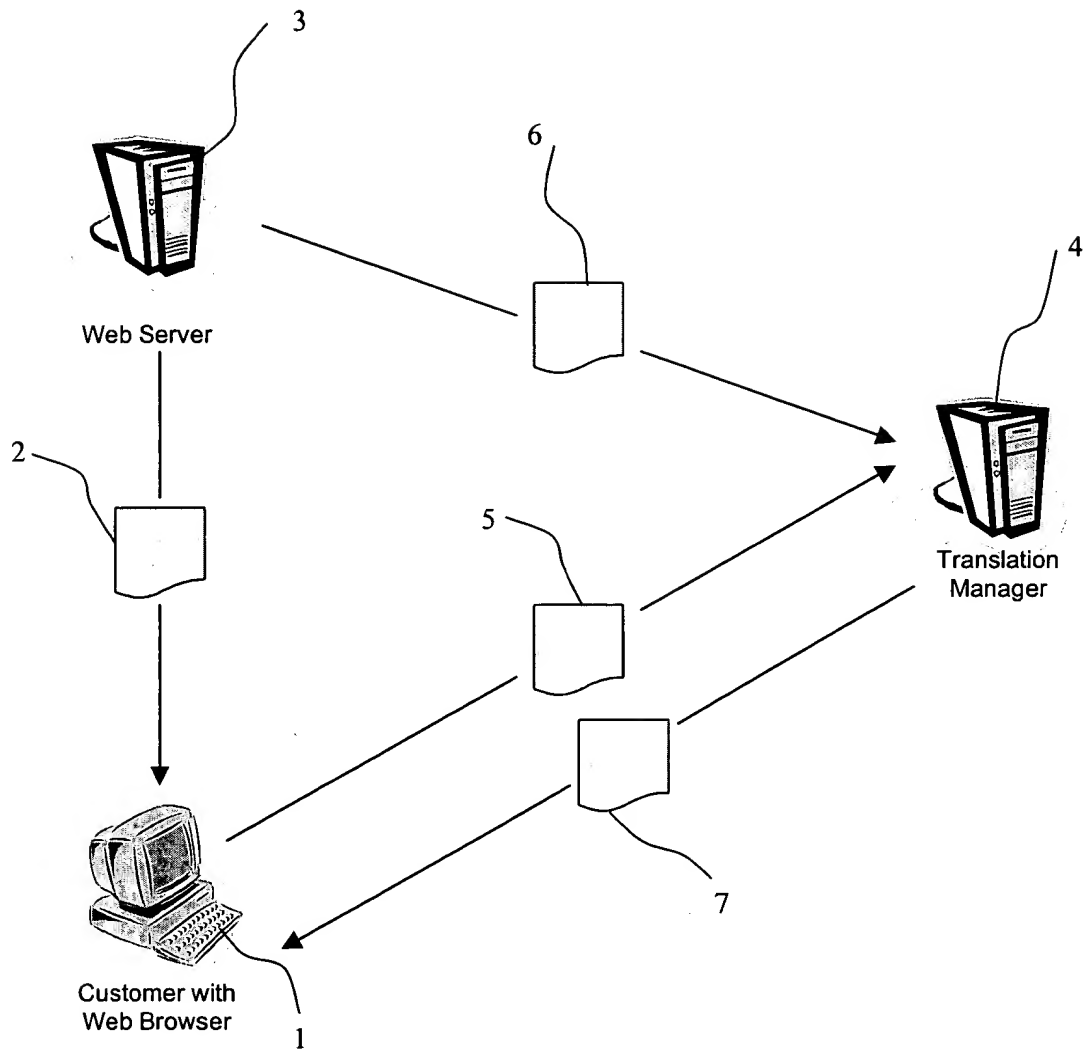 3
6
4
Web Server
2
5
Translation
Manager
7
Customer with
Web Browser
1